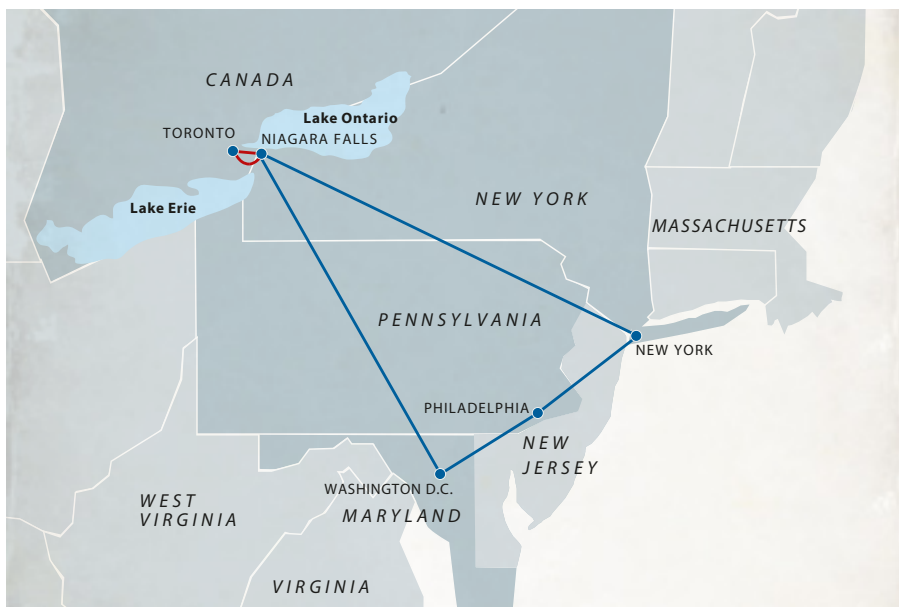 CANADA
Lake Ontario
TORONTO
NIAGARA FALLS
Lake Erie
NEW YORK
MASSACHUSETTS
PENNSYLVANIA
NEW YORK
PHILADELPHIA
NEW
JERSEY
WASHINGTON D.C.
WEST
VIRGINIA
MARYLAND
VIRGINIA